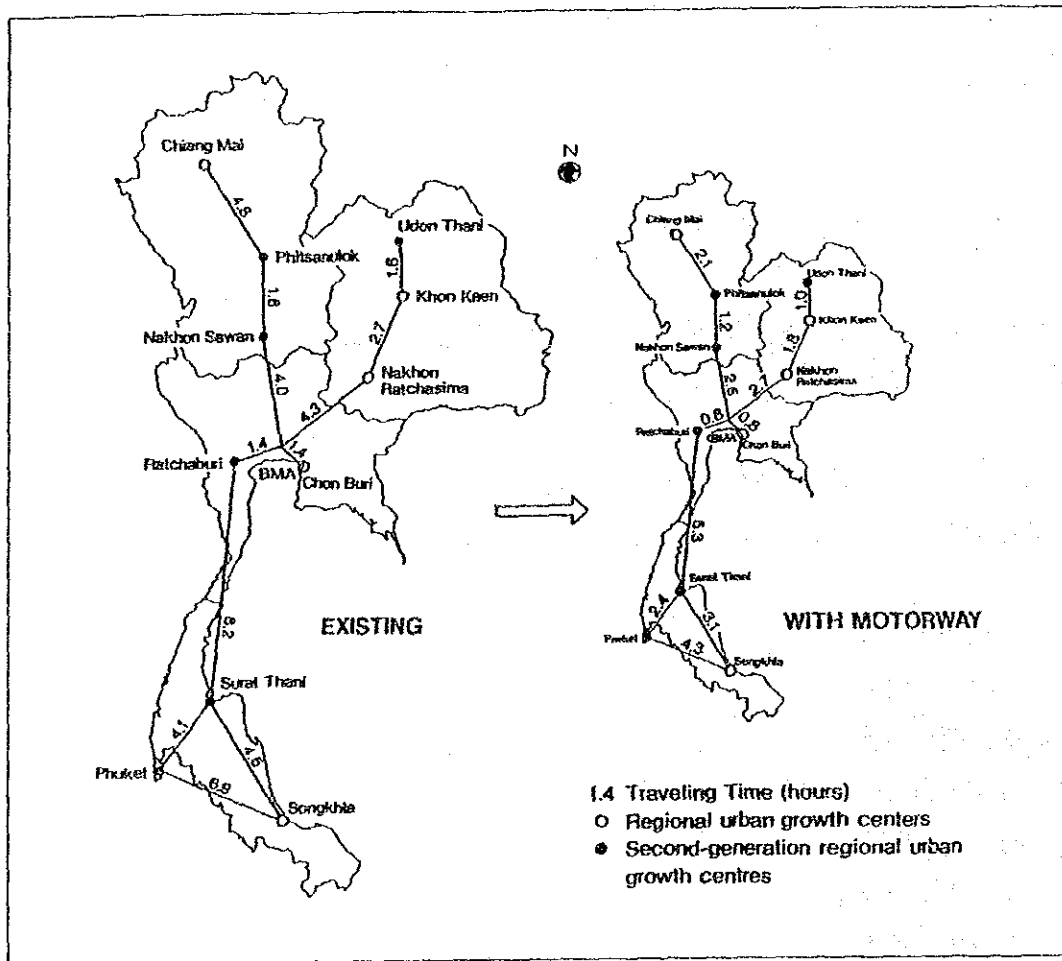 Chiang Mai
4.8
Udon Thani
Phitsanulok
1.6
1.8
Khon Kaen
2.7
Nakhon Sawan
4.0
Nakhon
Ratchasima
4.3
1.4
1.4
Ratchaburi
BMA
Chon Buri
8.2
EXISTING
Surat Thani
4.1
4.5
Phuket
6.9
Songkhla
N
Chiang Mai
2.1
Udon Thani
1.0
Phitsanulok
1.2
Khon Kaen
1.8
Nakhon Sawan
2.5
Nakhon
Ratchasima
2.7
0.8
0.8
Ratchaburi
BMA
Chon Buri
5.3
Surat Thani
2.4
3.1
WITH MOTORWAY
Phuket
4.3
Songkhla
1.4 Traveling Time (hours)
Regional urban growth centers
Second-generation regional urban
growth centres